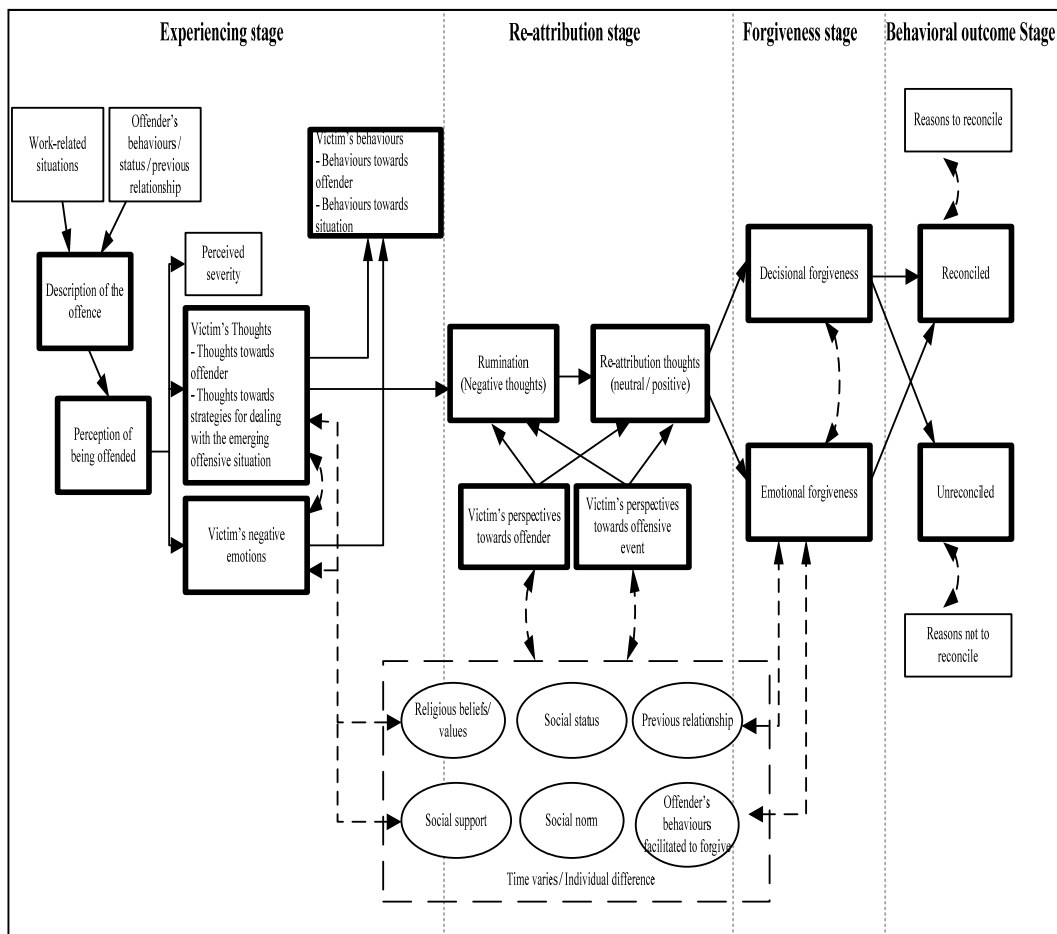 Experiencing stage
Re-attribution stage
Forgiveness stage
Behavioral outcome Stage
Work-related
situations
Offender's
behaviours /
status / previous
relationship
Victim's behaviours
- Behaviours towards
offender
- Behaviours towards
situation
Reasons to reconcile
Description of the
offence
Perceived
severity
Decisional forgiveness
Reconciled
Victim's Thoughts
- Thoughts towards
offender
- Thoughts towards
strategies for dealing
with the emerging
offensive situation
Rumination
(Negative thoughts)
Re-attribution thoughts
(neutral / positive)
Perception of
being offended
Victim's negative
emotions
Victim's perspectives
towards offender
Victim's perspectives
towards offensive
event
Emotional forgiveness
Unreconciled
Reasons not to
reconcile
Religious beliefs/
values
Social status
Previous relationship
Social support
Social norm
Offender's
behaviours
facilitated to forgive
Time varies / Individual difference